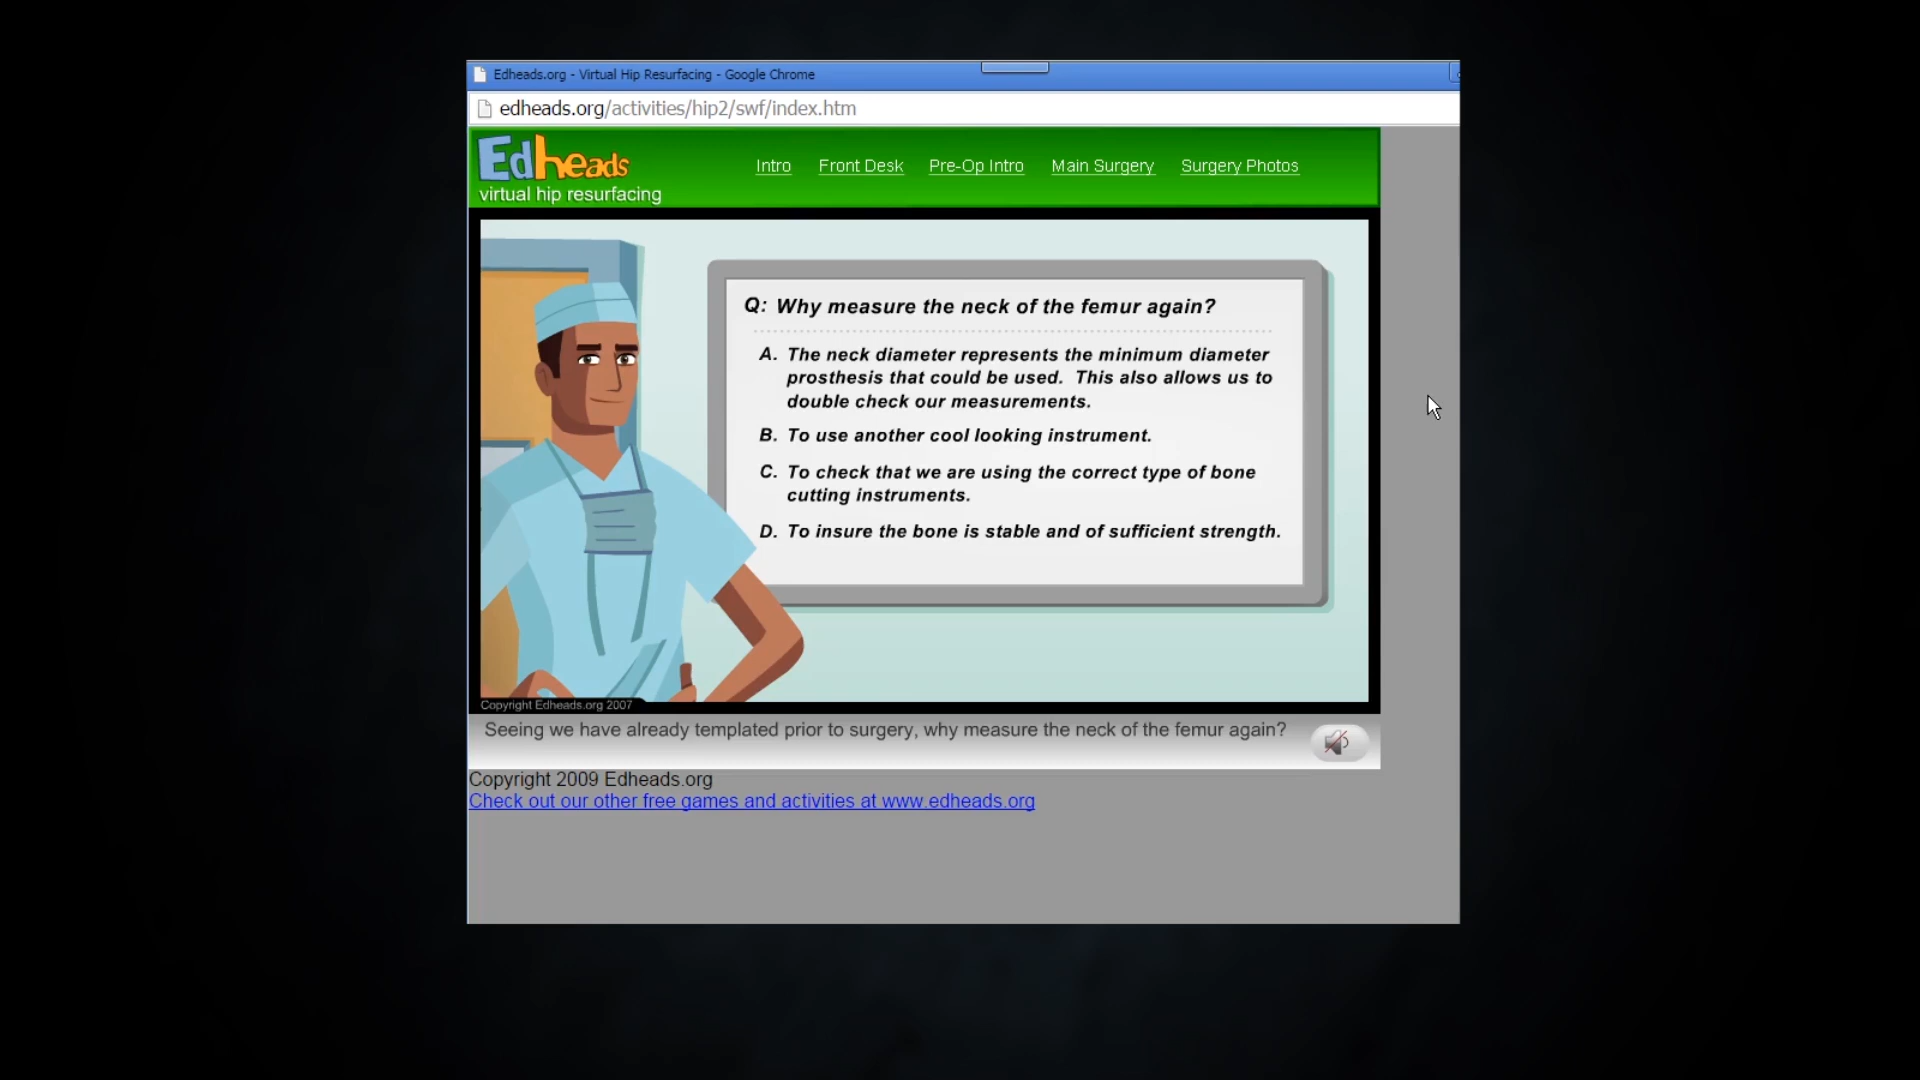 Edheads.org - Virtual Hip Resurfacing - Google Chrome
edheads.org/activities/hip2/swf/index.htm
Edheads
virtual hip resurfacing
Intro Front Desk Pre-Op Intro Main Surgery Surgery Photos
Q: Why measure the neck of the femur again?
A. The neck diameter represents the minimum diameter
prosthesis that could be used. This also allows us to
double check our measurements.
B. To use another cool looking instrument.
C. To check that we are using the correct type of bone
cutting instruments.
D. To insure the bone is stable and of sufficient strength.
Copyright Edheads.org 2007
Seeing we have already templated prior to surgery, why measure the neck of the femur again?
Copyright 2009 Edheads.org
Check out our other free games and activities at www.edheads.org